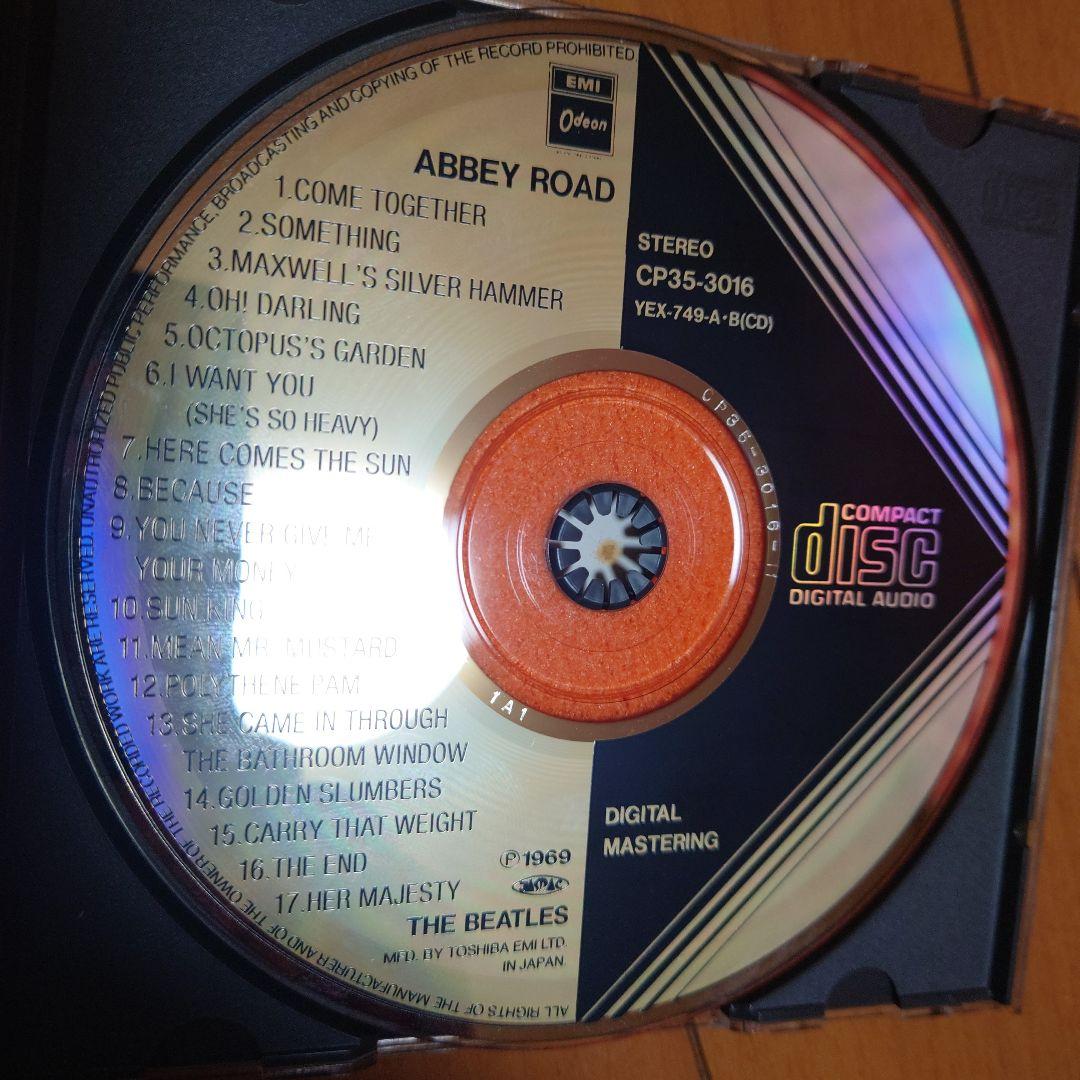 ALL RIGHTS OF THE MANUFACTURER AND OF THE OWNER OF THE RECORDED WORK ARE RESERVED. UNAUTHORIZED PUBLIC PERFORMANCE, BROADCASTING AND COPYING OF THE RECORD PROHIBITED.
EMI
Odeon
ABBEY ROAD
1.COME TOGETHER
2.SOMETHING
3.MAXWELL'S SILVER HAMMER
4.OH! DARLING
5.OCTOPUS'S GARDEN
6.I WANT YOU
(SHE'S SO HEAVY)
7.HERE COMES THE SUN
8.BECAUSE
9.YOU NEVER GIVE ME
YOUR MONEY
10.SUN KING
11.MEAN MR. MUSTARD
12.POLYTHENE PAM
13.SHE CAME IN THROUGH
THE BATHROOM WINDOW
14.GOLDEN SLUMBERS
15.CARRY THAT WEIGHT
16.THE END
17.HER MAJESTY
Ⓟ1969
THE BEATLES
MFD. BY TOSHIBA EMI LTD.
IN JAPAN.
STEREO
CP35-3016
YEX-749-A·B(CD)
1A1
COMPACT
disc
DIGITAL AUDIO
DIGITAL
MASTERING